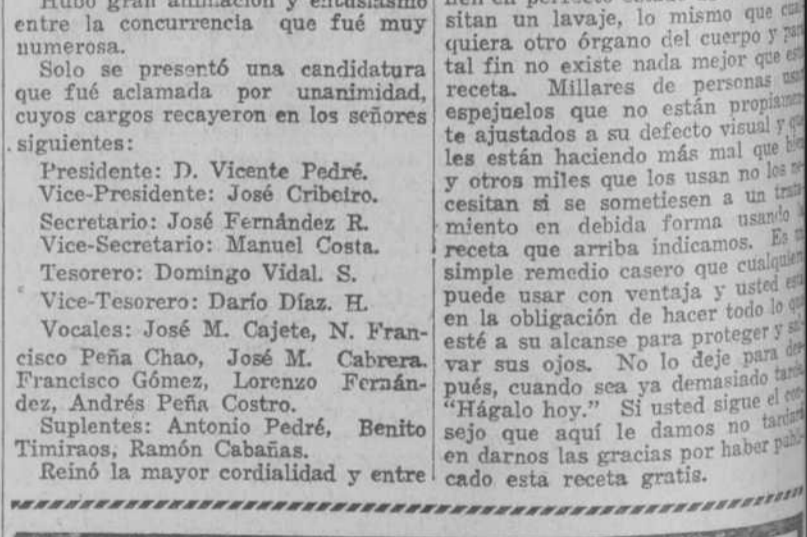 Hubo gran animación y entusiasmo
entre la concurrencia que fué muy
numerosa.
Solo se presentó una candidatura
que fué aclamada por unanimidad,
cuyos cargos recayeron en los señores
siguientes:
Presidente: D. Vicente Pedré.
Vice-Presidente: José Cribeiro.
Secretario: José Fernández R.
Vice-Secretario: Manuel Costa.
Tesorero: Domingo Vidal. S.
Vice-Tesorero: Darío Díaz. H.
Vocales: José M. Cajete, N. Fran-
cisco Peña Chao, José M. Cabrera.
Francisco Gómez, Lorenzo Fernán-
dez, Andrés Peña Costro.
Suplentes: Antonio Pedré, Benito
Timiraos, Ramón Cabañas.
Reinó la mayor cordialidad y entre
nen en perfecto
sitan un lavaje, lo mismo que
quiera otro órgano del cuerpo y
tal fin no existe nada mejor que
receta. Millares de personas
espejuelos que no están
te ajustados a su defecto visual y
les están haciendo más mal que
y otros miles que los usan no los
cesitan si se sometiesen a un
miento en debida forma usando
receta que arriba indicamos. Es
simple remedio casero que
puede usar con ventaja y usted
en la obligación de hacer todo lo
esté a su alcanse para proteger y
var sus ojos. No lo deje para
pués, cuando sea ya demasiado
"Hágalo hoy." Si usted sigue el
sejo que aquí le damos no
en darnos las gracias por haber
cado esta receta gratis.